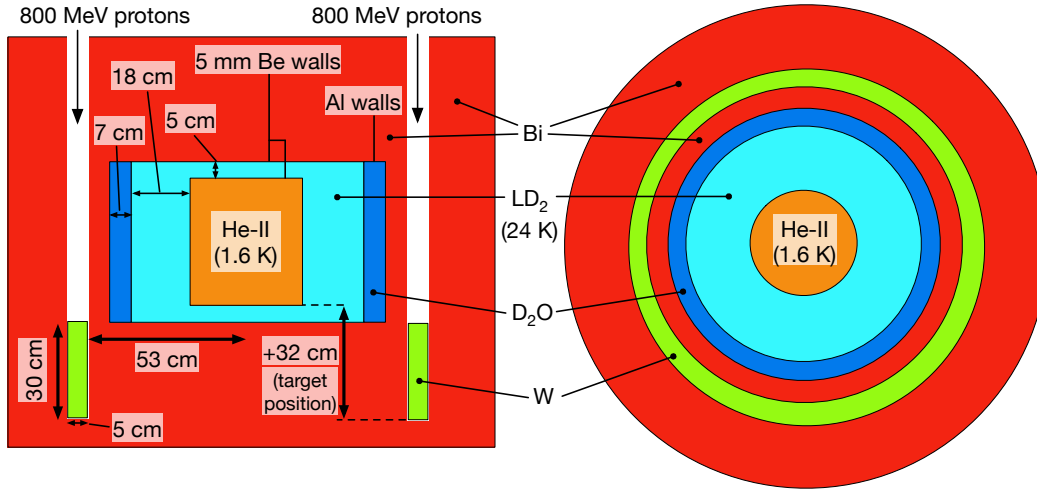 800 MeV protons
800 MeV protons
5 mm Be walls
18 cm
Al walls
7 cm
5 cm
Bi
LD₂
(24 K)
He-II
(1.6 K)
He-II
(1.6 K)
D₂O
53 cm
+32 cm
(target
position)
30 cm
W
5 cm